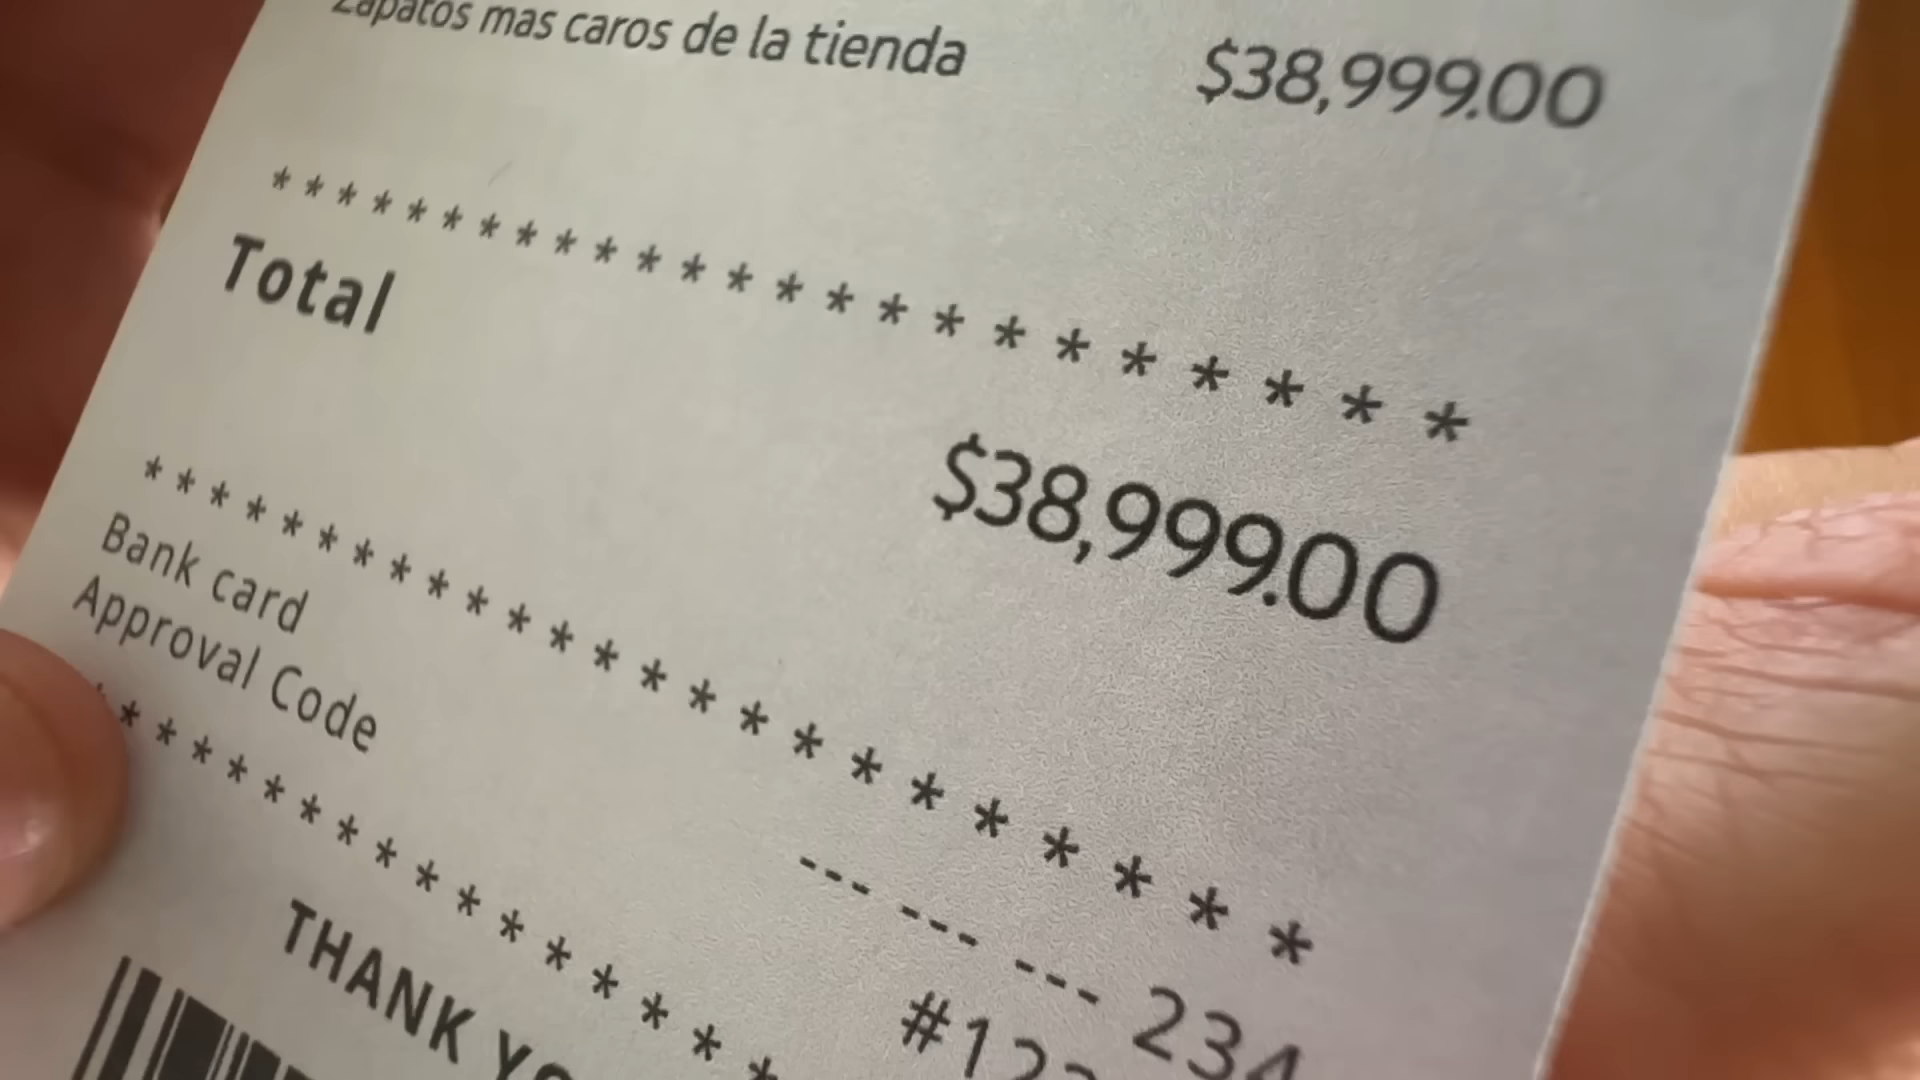 Zapatos mas caros de la tienda $38,999.00
* * * * * * * * * * * * * * * * * * * * * * * * * *
Total
$38,999.00
* * * * * * * * * * * * * * * * * * * * * * * * * *
Bank card
--- --- --- 234
Approval Code
* * * * * * * * * * * * * * * * *
THANK